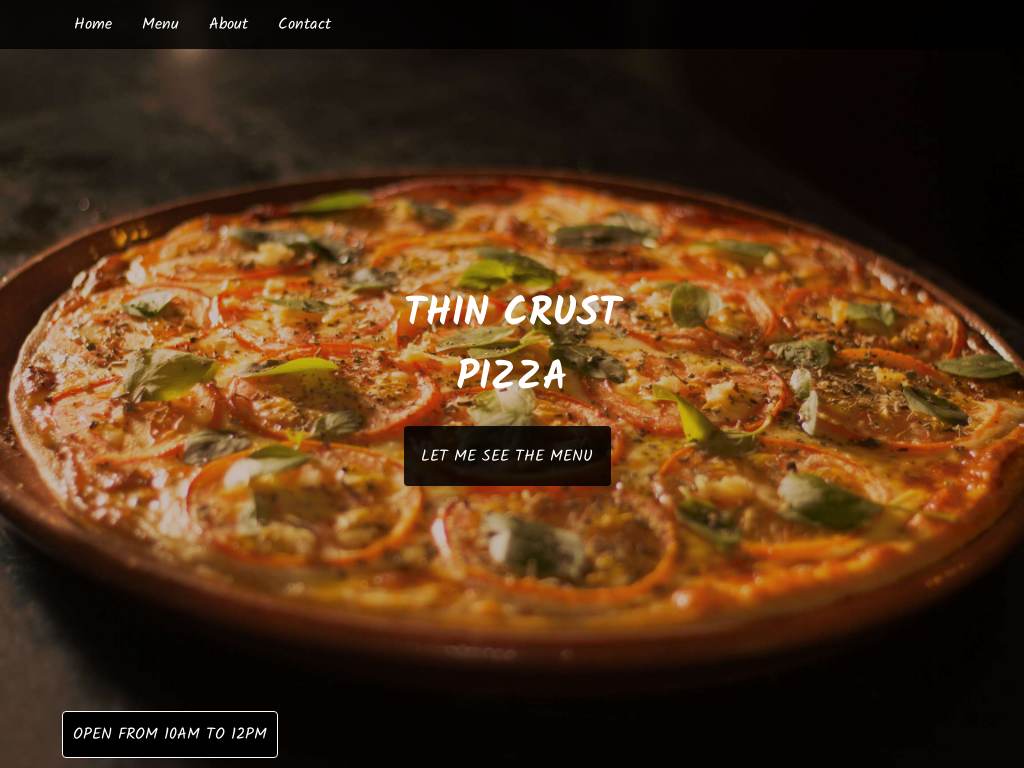 Home Menu About Contact
THIN CRUST
PIZZA
LET ME SEE THE MENU
OPEN FROM 10AM TO 12PM